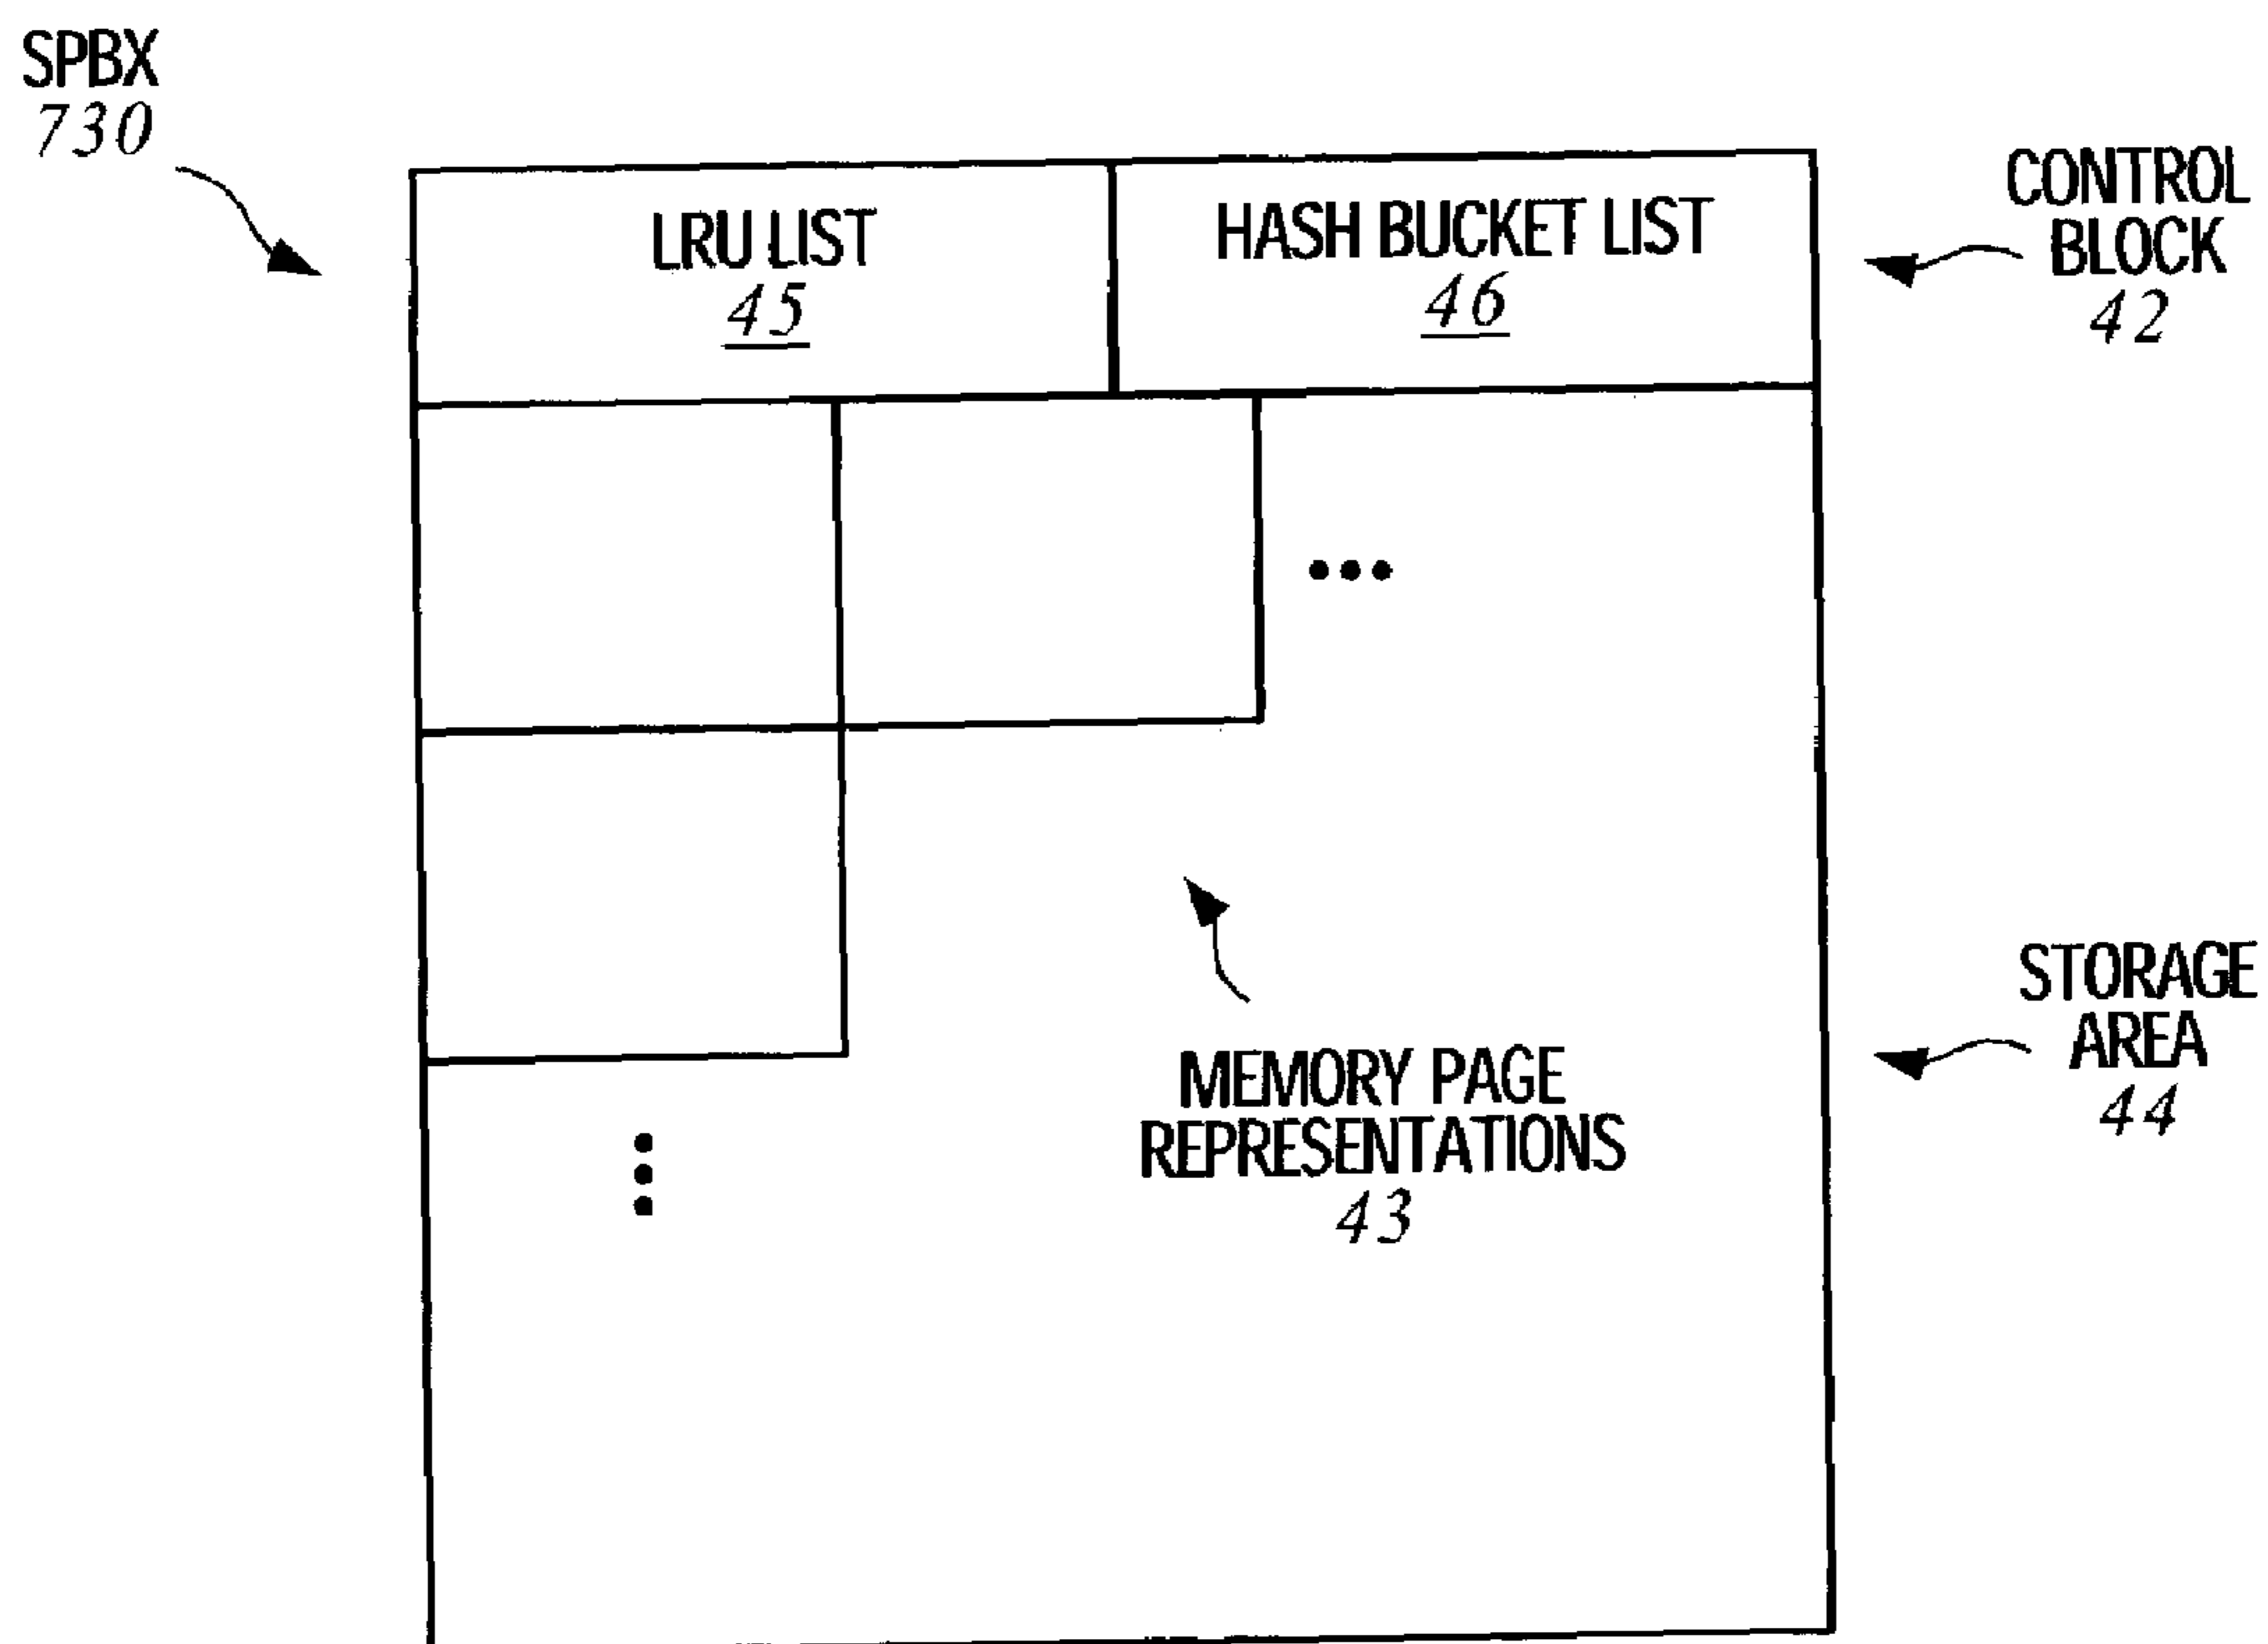 SPBX
730
LRU LIST
45
HASH BUCKET LIST
46
CONTROL
BLOCK
42
MEMORY PAGE
REPRESENTATIONS
43
STORAGE
AREA
44